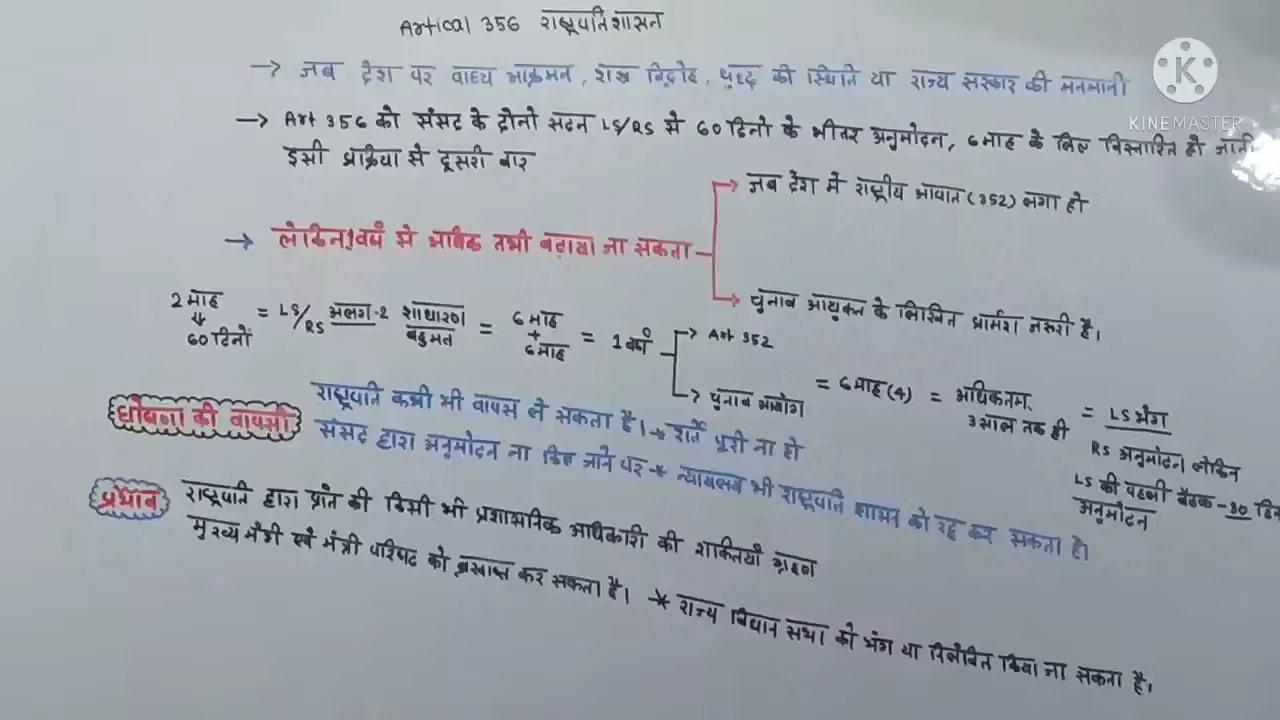 Artical 356 राष्ट्रपति शासन
→ जब देश पर वाह्य आक्रमन, शस्त्र विद्रोह, युद्ध की स्थिति या राज्य सरकार की मनमानी
K
KINEMASTER
→ Art 356 को संसद के दोनो सदन LS/RS से 60 दिनो के भीतर अनुमोदन, 6 माह के लिए विस्तारित हो जाती
इसी प्रक्रिया से दूसरी बार
→ जब देश में राष्ट्रीय आपात (352) लगा हो
→ लेकिन 1 वर्ष से अधिक तभी बढ़ाया जा सकता
→ चुनाव आयुक्त के लिखित प्रार्मश जरुरी है।
2 माह ⇓ 60 दिनों = LS/RS अलग-2 शाधारण बहुमत = 6 माह + 6 माह = 1 वर्ष → Art 352
→ चुनाव आयोग = 6 माह (4) = अधिकतम् 3 साल तक ही = LS भंग
RS अनुमोदन लेकिन
LS की पहली बैठक - 30 दि
अनुमोदन
घोषणा की वापसी
राष्ट्रपति कभी भी वापस ले सकता है। * शर्ते पूरी ना हो
संसद द्वारा अनुमोदन ना किए जाने पर * न्यायलय भी राष्ट्रपति शासन को रद्द कर सकता है।
प्रभाव
राष्ट्रपति द्वारा प्रांत की किसी भी प्रशासनिक अधिकारी की शक्तियाँ ग्रहण
मुख्य मंत्री एवं मंत्री परिषद को बर्खास्त कर सकता है। * राज्य विधान सभा को भंग या निलंबित किया जा सकता है।